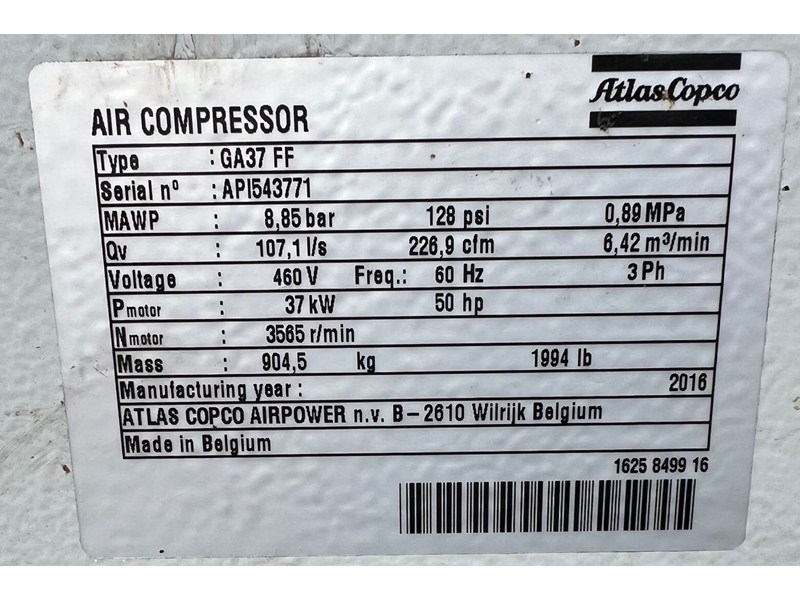 Atlas Copco
AIR COMPRESSOR
Type : GA37 FF
Serial nº : API543771
MAWP : 8,85 bar 128 psi 0,89 MPa
Qv : 107,1 l/s 226,9 cfm 6,42 m³/min
Voltage : 460 V Freq.: 60 Hz 3 Ph
Pmotor : 37 kW 50 hp
Nmotor : 3565 r/min
Mass : 904,5 kg 1994 lb
Manufacturing year : 2016
ATLAS COPCO AIRPOWER n.v. B-2610 Wilrijk Belgium
Made in Belgium
1625 8499 16